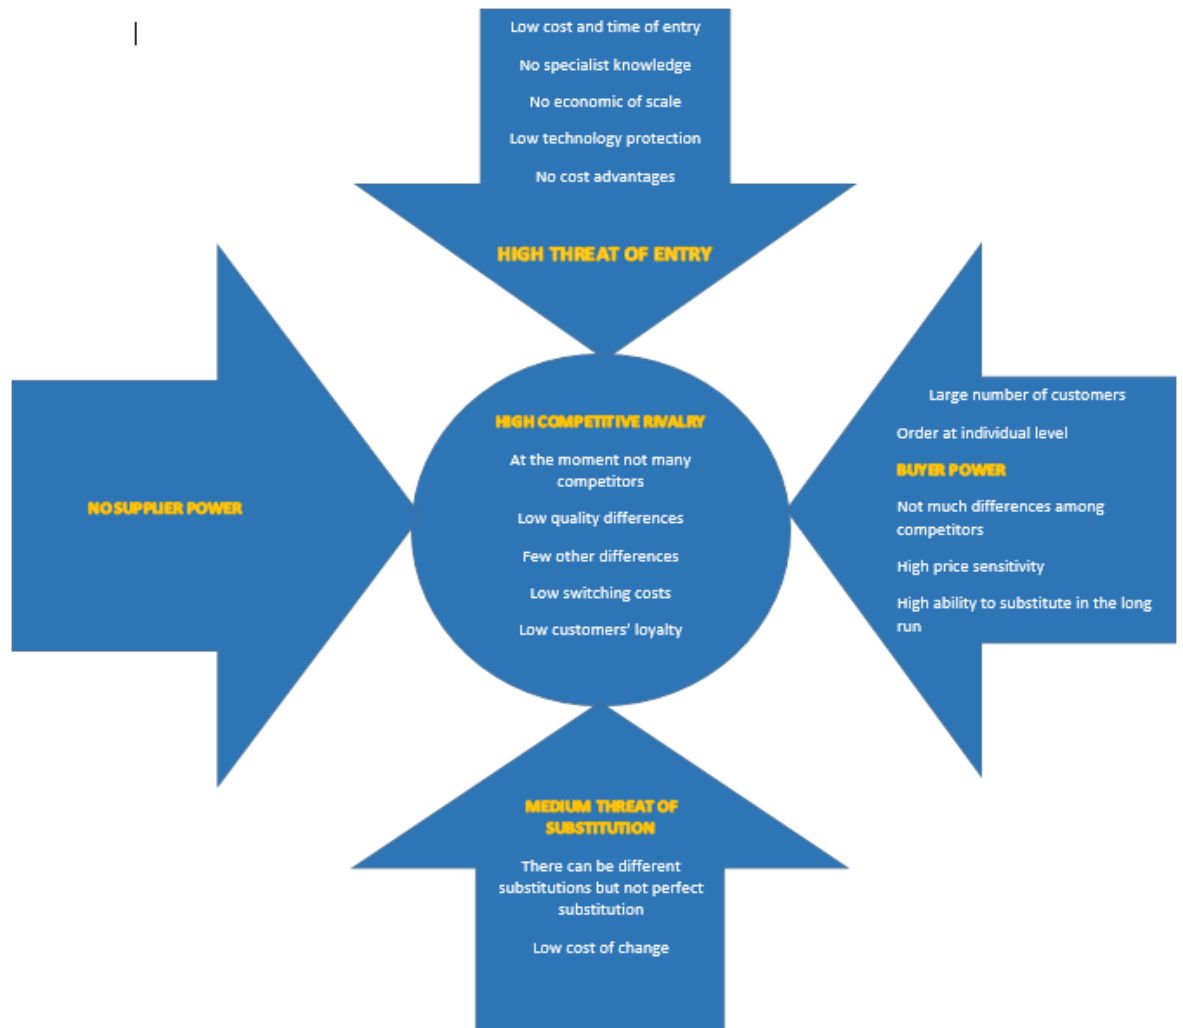 Low cost and time of entry
No specialist knowledge
No economic of scale
Low technology protection
No cost advantages
HIGH THREAT OF ENTRY
NO SUPPLIER POWER
HIGH COMPETITIVE RIVALRY
At the moment not many
competitors
Low quality differences
Few other differences
Low switching costs
Low customers' loyalty
Large number of customers
Order at individual level
BUYER POWER
Not much differences among
competitors
High price sensitivity
High ability to substitute in the long
run
MEDIUM THREAT OF
SUBSTITUTION
There can be different
substitutions but not perfect
substitution
Low cost of change